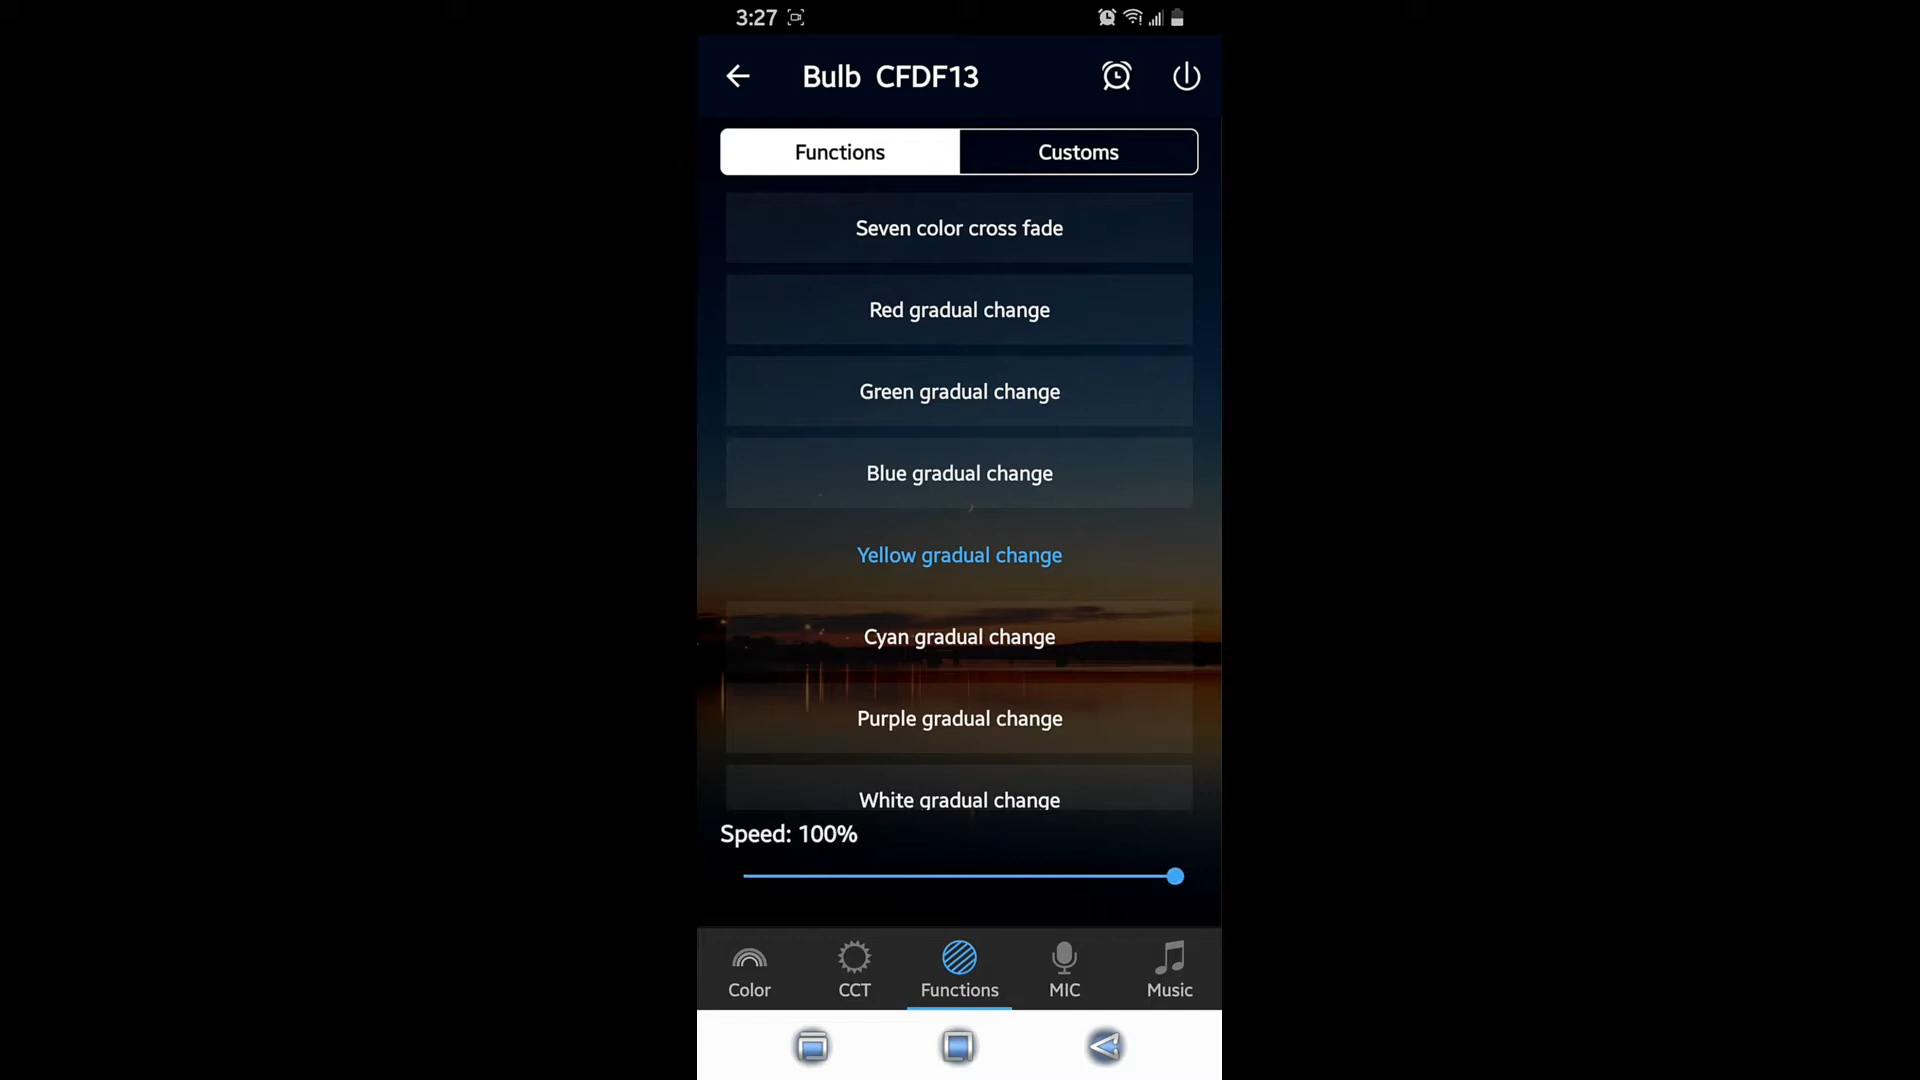 3:27
Bulb CFDF13
Functions
Customs
Seven color cross fade
Red gradual change
Green gradual change
Blue gradual change
Yellow gradual change
Cyan gradual change
Purple gradual change
White gradual change
Speed: 100%
Color
CCT
Functions
MIC
Music